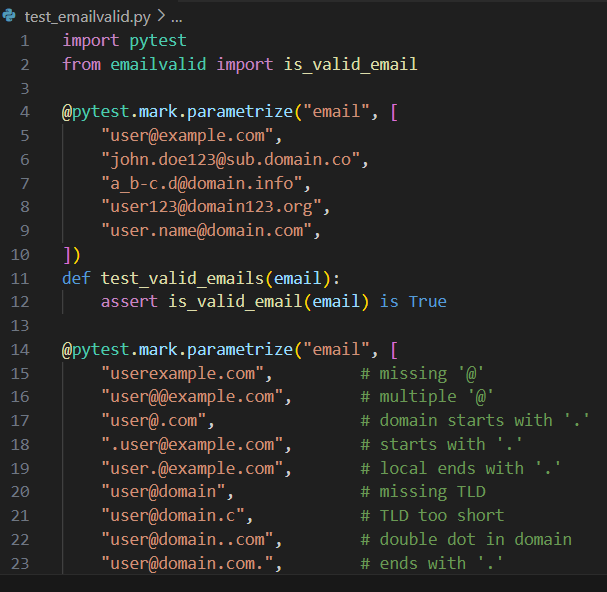 test_emailvalid.py > ...
1 import pytest
2 from emailvalid import is_valid_email
3
4 @pytest.mark.parametrize("email", [
5     "user@example.com",
6     "john.doe123@sub.domain.co",
7     "a_b-c.d@domain.info",
8     "user123@domain123.org",
9     "user.name@domain.com",
10 ])
11 def test_valid_emails(email):
12     assert is_valid_email(email) is True
13
14 @pytest.mark.parametrize("email", [
15     "userexample.com",         # missing '@'
16     "user@@example.com",       # multiple '@'
17     "user@.com",               # domain starts with '.'
18     ".user@example.com",       # starts with '.'
19     "user.@example.com",       # local ends with '.'
20     "user@domain",             # missing TLD
21     "user@domain.c",           # TLD too short
22     "user@domain..com",        # double dot in domain
23     "user@domain.com.",        # ends with '.'